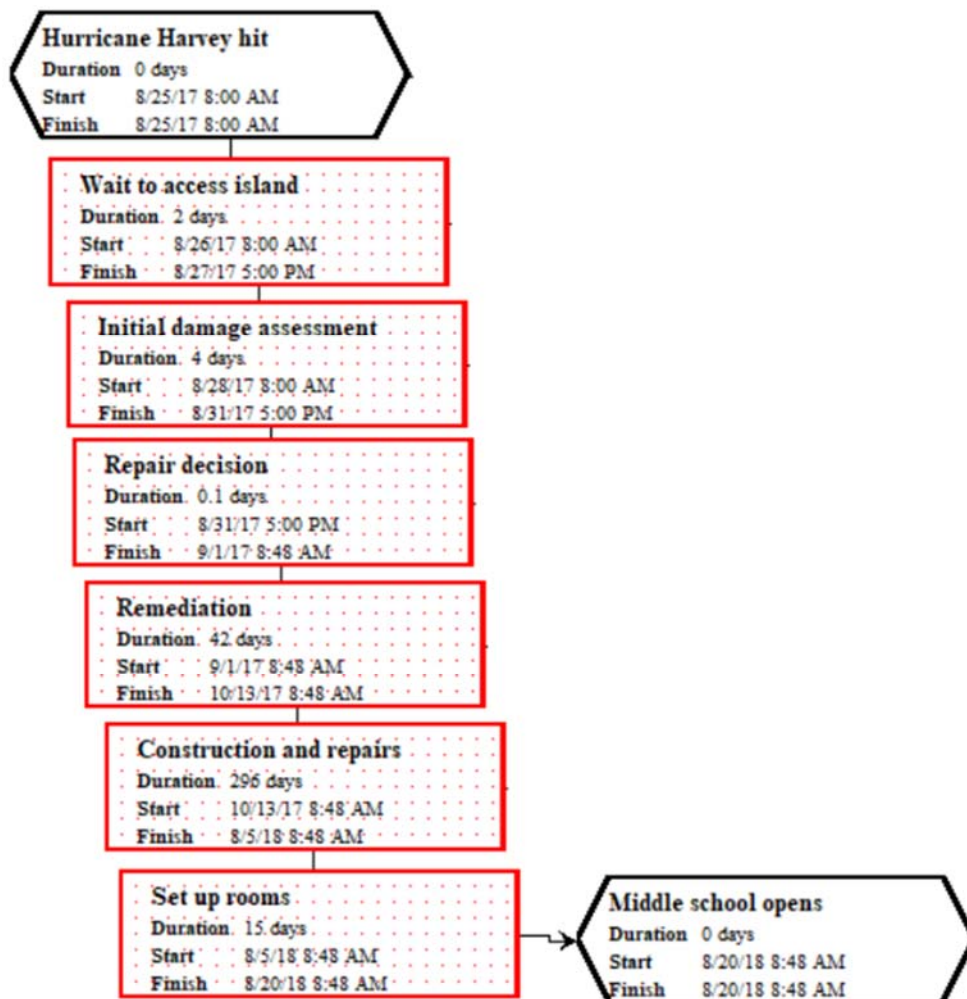 Hurricane Harvey hit
Duration 0 days
Start 8/25/17 8:00 AM
Finish 8/25/17 8:00 AM
Wait to access island
Duration 2 days
Start 8/26/17 8:00 AM
Finish 8/27/17 5:00 PM
Initial damage assessment
Duration 4 days
Start 8/28/17 8:00 AM
Finish 8/31/17 5:00 PM
Repair decision
Duration 0.1 days
Start 8/31/17 5:00 PM
Finish 9/1/17 8:48 AM
Remediation
Duration 42 days
Start 9/1/17 8:48 AM
Finish 10/13/17 8:48 AM
Construction and repairs
Duration 296 days
Start 10/13/17 8:48 AM
Finish 8/5/18 8:48 AM
Set up rooms
Duration 15 days
Start 8/5/18 8:48 AM
Finish 8/20/18 8:48 AM
Middle school opens
Duration 0 days
Start 8/20/18 8:48 AM
Finish 8/20/18 8:48 AM